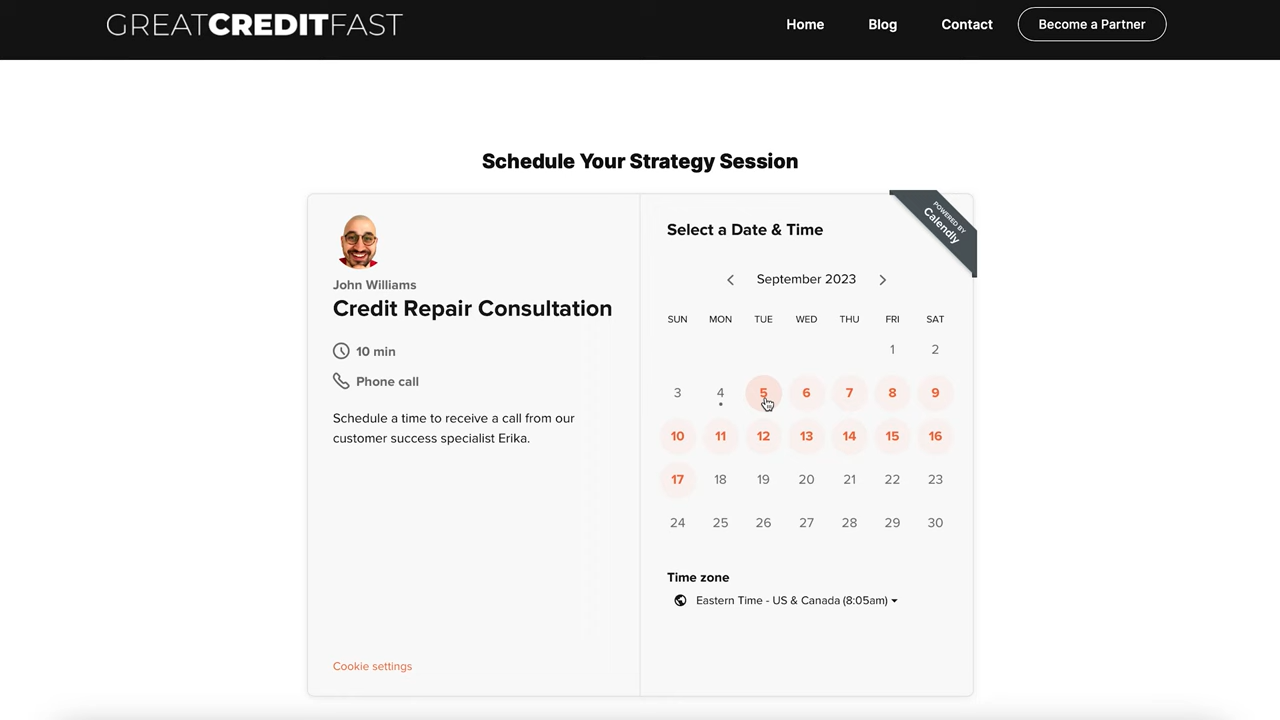 GREATCREDITFAST
Home
Blog
Contact
Become a Partner
Schedule Your Strategy Session
John Williams
Credit Repair Consultation
10 min
Phone call
Schedule a time to receive a call from our
customer success specialist Erika.
Cookie settings
POWERED BY
Calendly
Select a Date & Time
September 2023
SUN MON TUE WED THU FRI SAT
1 2
3 4 5 6 7 8 9
10 11 12 13 14 15 16
17 18 19 20 21 22 23
24 25 26 27 28 29 30
Time zone
Eastern Time - US & Canada (8:05am)